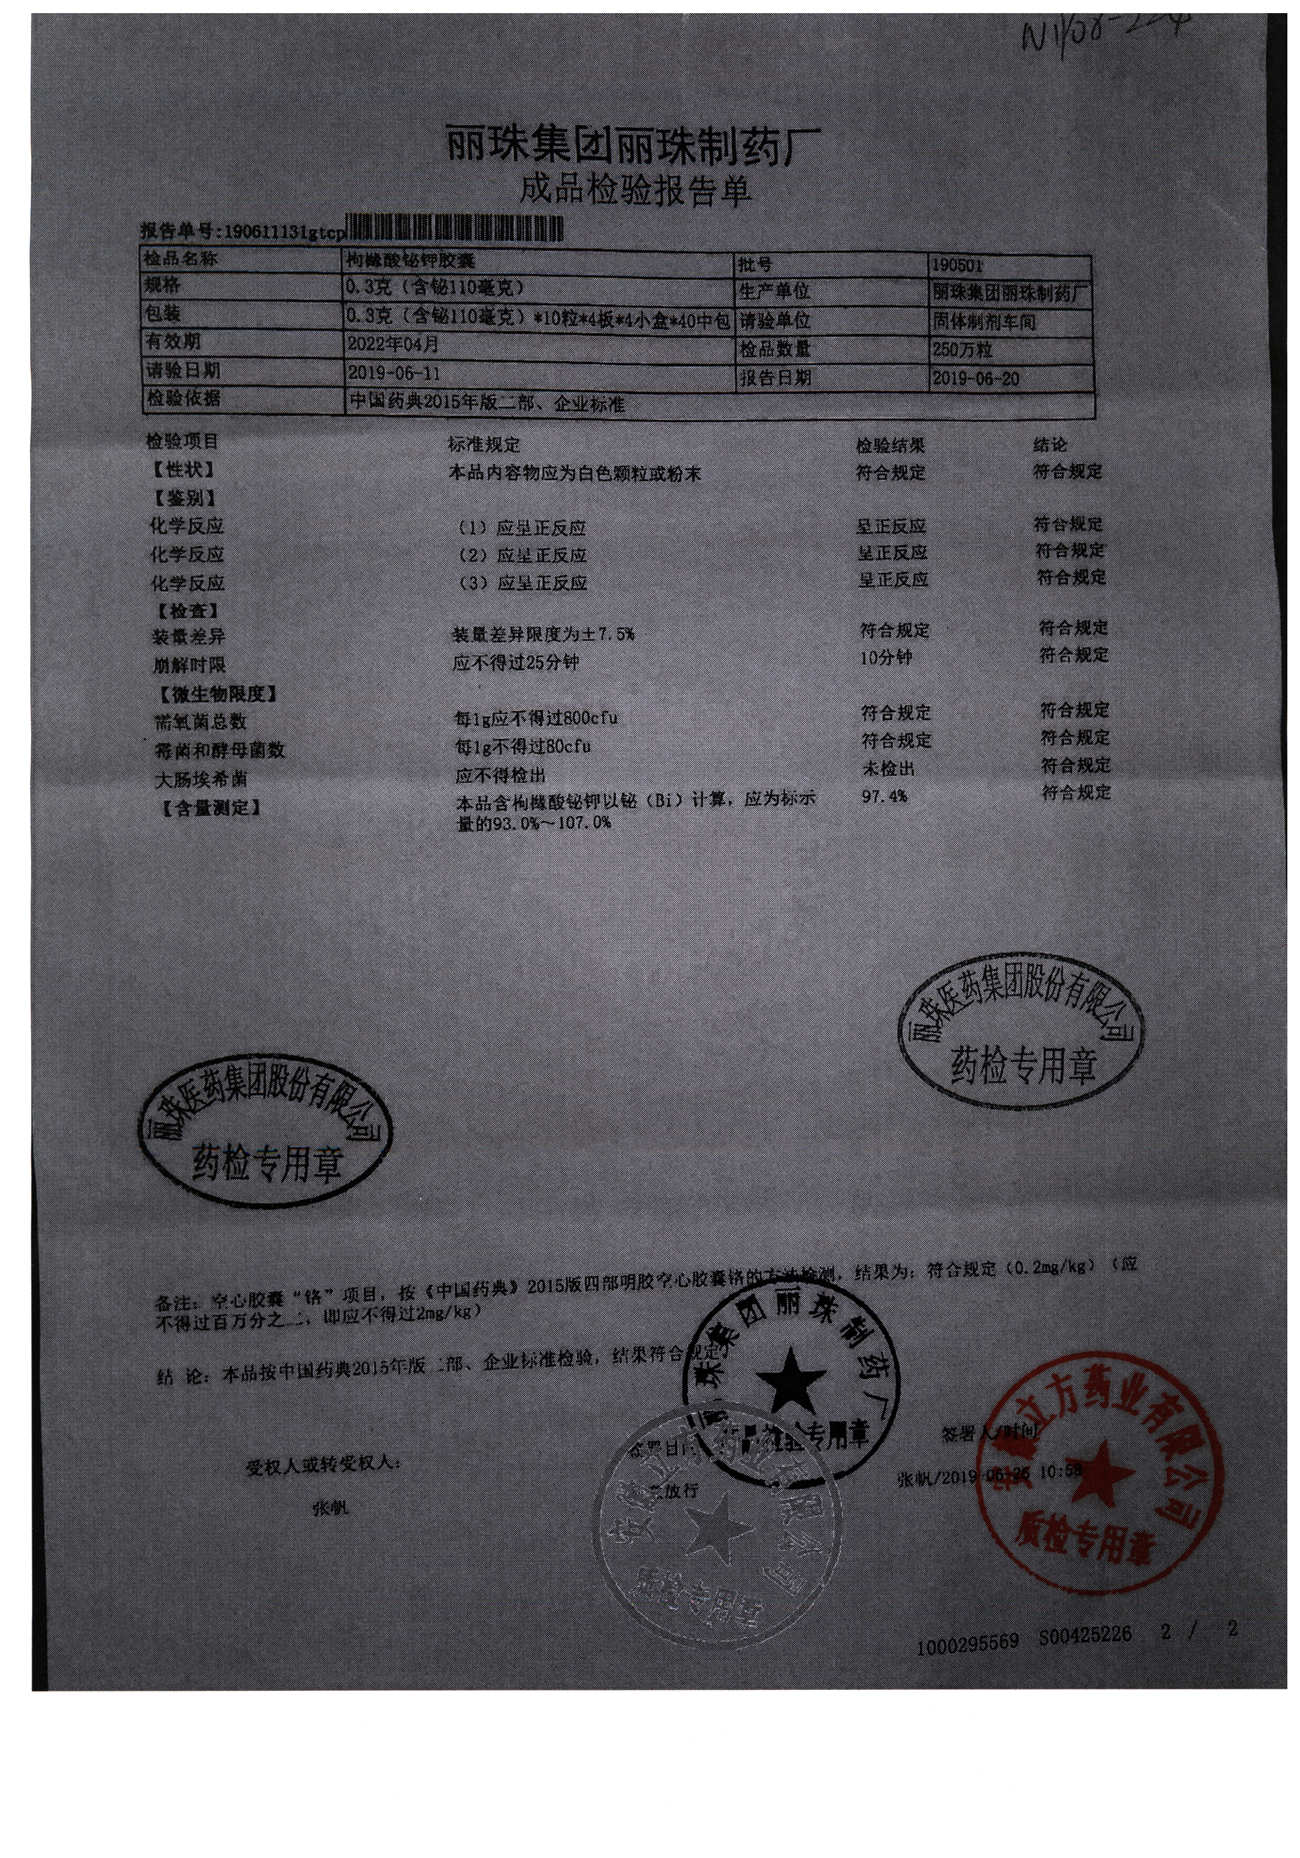 丽珠集团丽珠制药厂
成品检验报告单
报告单号:190611131gtcp
检品名称 枸橼酸铋钾胶囊 批号 190501
规格 0.3克（含铋110毫克） 生产单位 丽珠集团丽珠制药厂
包装 0.3克（含铋110毫克）*10粒*4板*4小盒*40中包 请验单位 固体制剂车间
有效期 2022年04月 检品数量 250万粒
请验日期 2019-06-11 报告日期 2019-06-20
检验依据 中国药典2015年版二部、企业标准
检验项目 标准规定 检验结果 结论
【性状】 本品内容物应为白色颗粒或粉末 符合规定 符合规定
【鉴别】
化学反应 （1）应呈正反应 呈正反应 符合规定
化学反应 （2）应呈正反应 呈正反应 符合规定
化学反应 （3）应呈正反应 呈正反应 符合规定
【检查】
装量差异 装量差异限度为±7.5% 符合规定 符合规定
崩解时限 应不得过25分钟 10分钟 符合规定
【微生物限度】
需氧菌总数 每1g应不得过800cfu 符合规定 符合规定
霉菌和酵母菌数 每1g不得过80cfu 符合规定 符合规定
大肠埃希菌 应不得检出 未检出 符合规定
【含量测定】 本品含枸橼酸铋钾以铋（Bi）计算，应为标示 97.4% 符合规定
量的93.0%～107.0%
丽珠医药集团股份有限公司
药检专用章
丽珠医药集团股份有限公司
药检专用章
备注：空心胶囊“铬”项目，按《中国药典》2015版四部明胶空心胶囊铬的方法检测，结果为：符合规定（0.2mg/kg）（应
不得过百万分之二，即应不得过2mg/kg）
结 论：本品按中国药典2015年版二部、企业标准检验，结果符合规定。
丽珠集团丽珠制药厂
药品检验专用章
受权人或转受权人： 签署人/时间
张帆 放行 张帆/2019-06-26 10:58
安徽立方药业有限公司
质检专用章
安徽立方药业有限公司
质检专用章
1000295569 S00425226 2 / 2